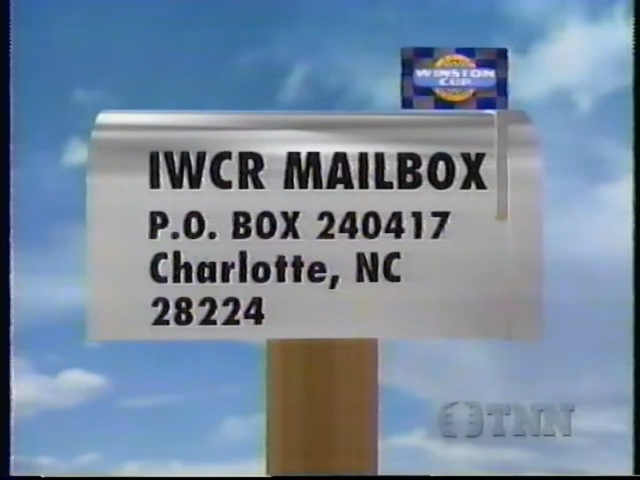 WINSTON
CUP
IWCR MAILBOX
P.O. BOX 240417
Charlotte, NC
28224
TNN